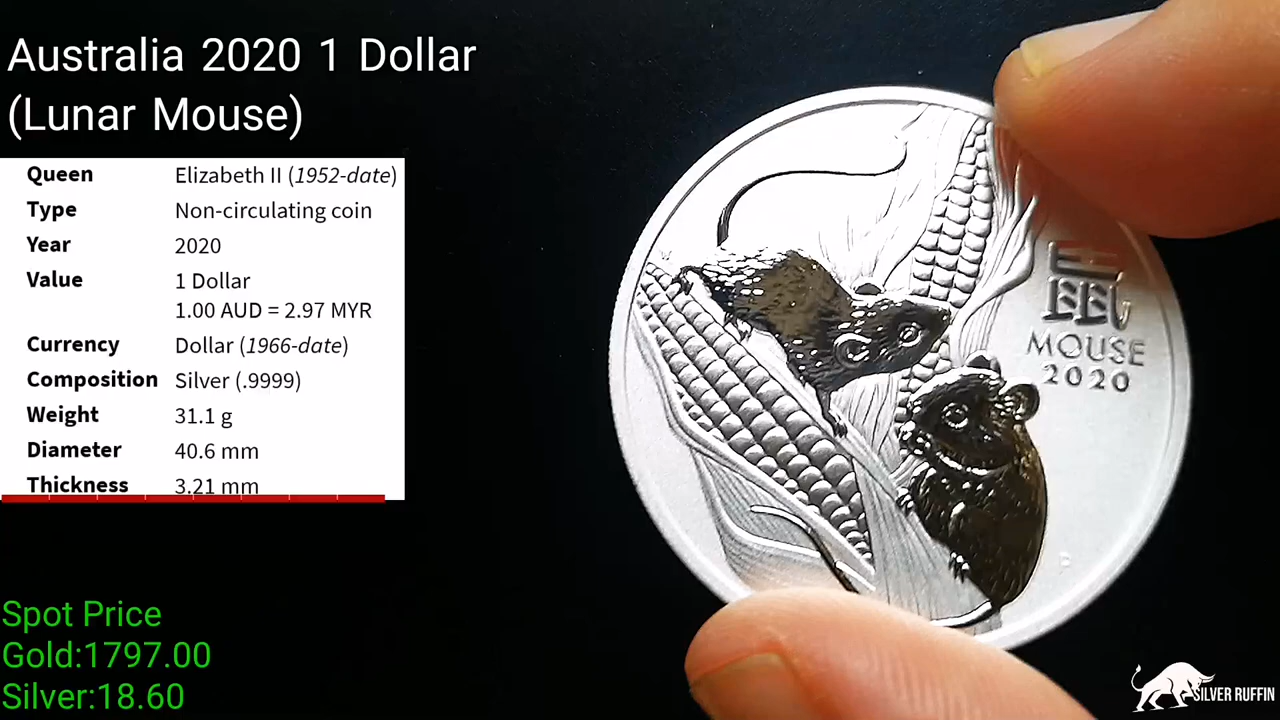 Australia 2020 1 Dollar
(Lunar Mouse)
Queen Elizabeth II (1952-date)
Type Non-circulating coin
Year 2020
Value 1 Dollar
1.00 AUD = 2.97 MYR
Currency Dollar (1966-date)
Composition Silver (.9999)
Weight 31.1 g
Diameter 40.6 mm
Thickness 3.21 mm
鼠
MOUSE
2020
P
Spot Price
Gold:1797.00
Silver:18.60
SILVER RUFFIN